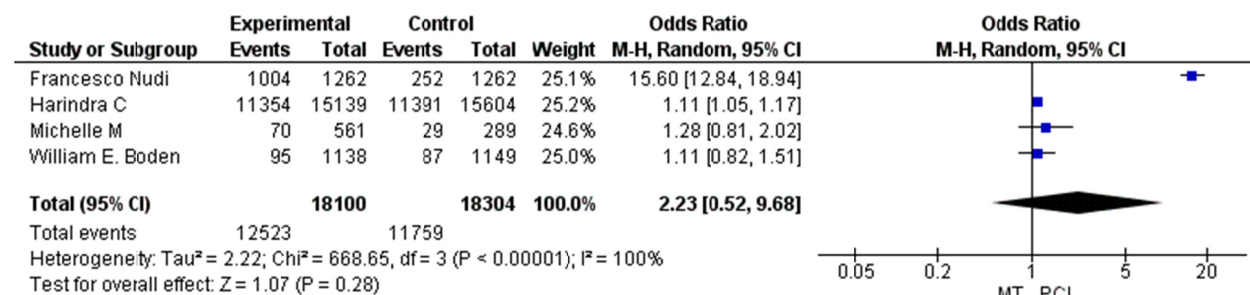 Experimental Control Odds Ratio Odds Ratio
Study or Subgroup Events Total Events Total Weight M-H, Random, 95% CI M-H, Random, 95% CI
Francesco Nudi 1004 1262 252 1262 25.1% 15.60 [12.84, 18.94]
Harindra C 11354 15139 11391 15604 25.2% 1.11 [1.05, 1.17]
Michelle M 70 561 29 289 24.6% 1.28 [0.81, 2.02]
William E. Boden 95 1138 87 1149 25.0% 1.11 [0.82, 1.51]
Total (95% CI) 18100 18304 100.0% 2.23 [0.52, 9.68]
Total events 12523 11759
Heterogeneity: Tau² = 2.22; Chi² = 668.65, df = 3 (P < 0.00001); I² = 100%
Test for overall effect: Z = 1.07 (P = 0.28)
0.05 0.2 1 5 20
MT PCI